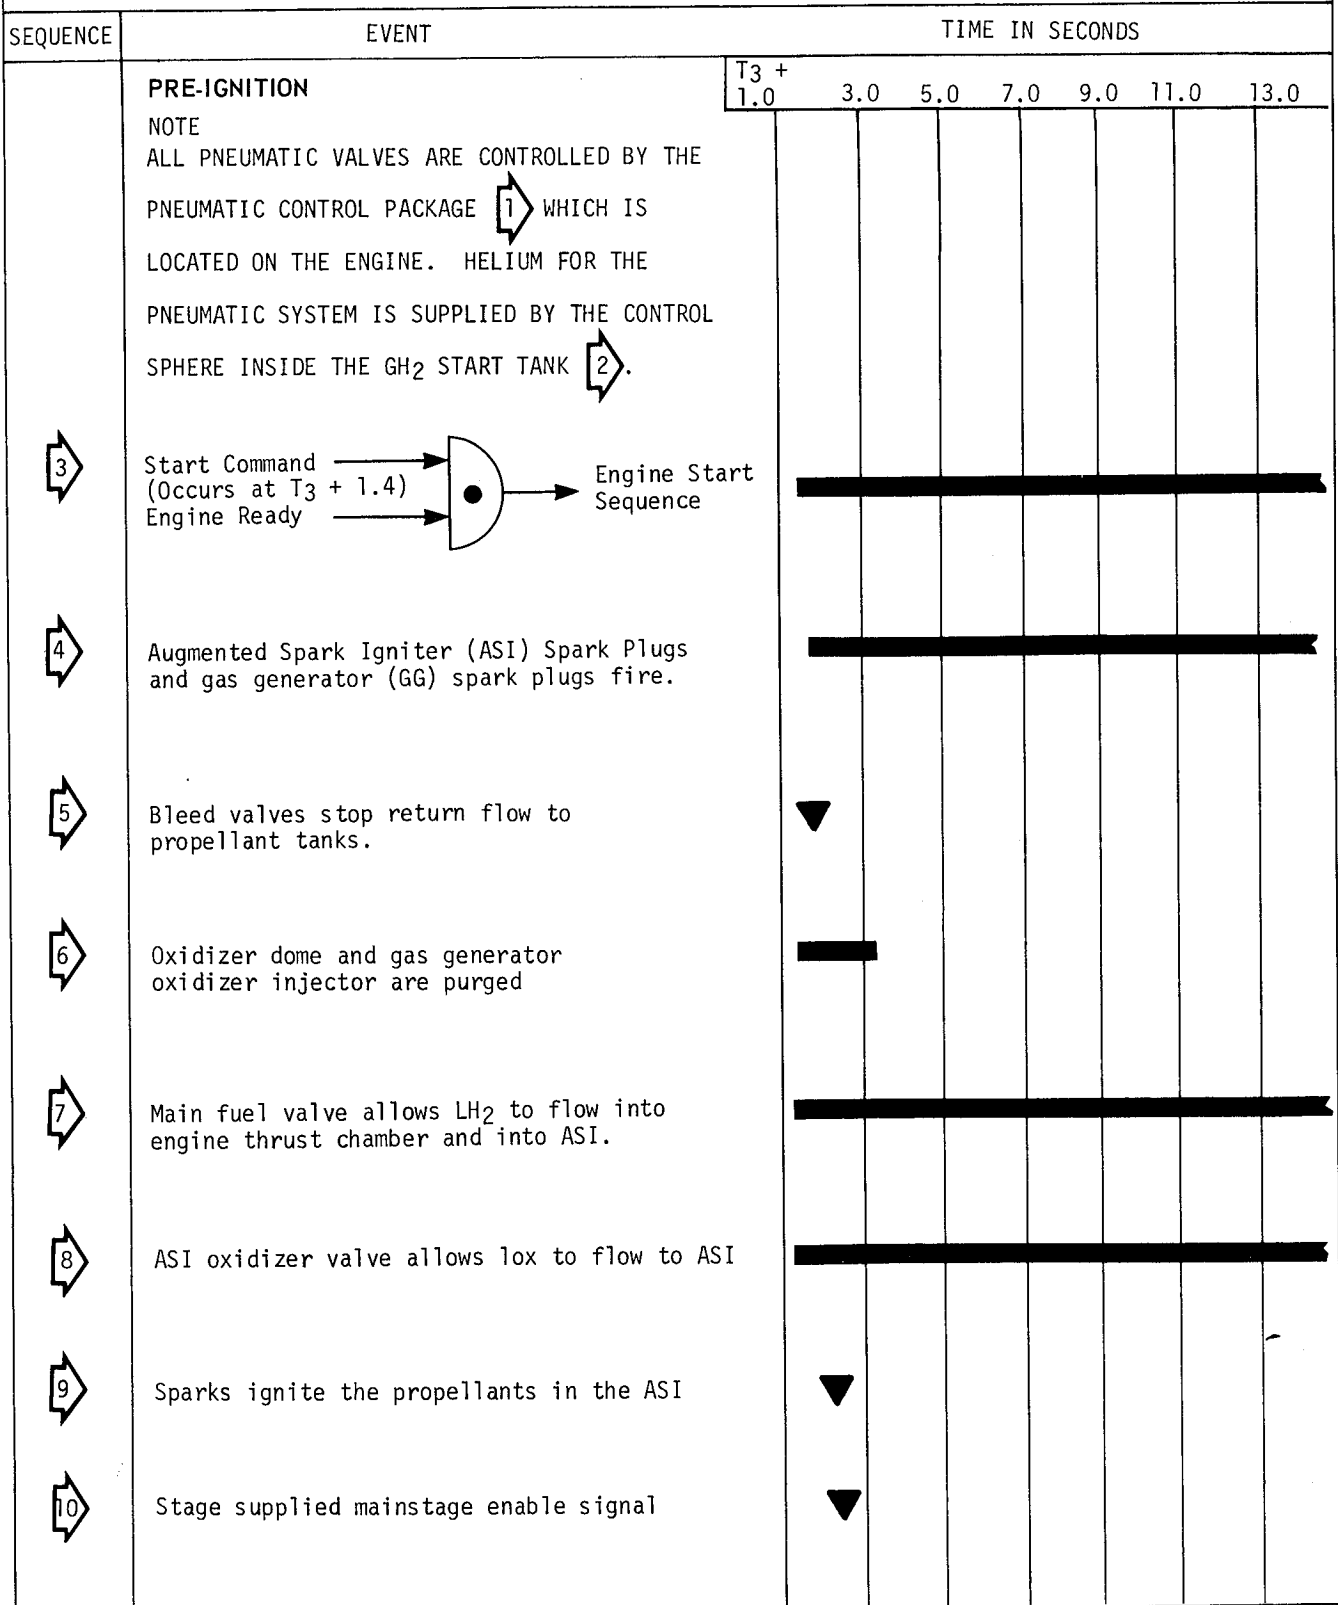 SEQUENCE EVENT TIME IN SECONDS
T3 +
1.0 3.0 5.0 7.0 9.0 11.0 13.0
PRE-IGNITION
NOTE
ALL PNEUMATIC VALVES ARE CONTROLLED BY THE
PNEUMATIC CONTROL PACKAGE 1 WHICH IS
LOCATED ON THE ENGINE. HELIUM FOR THE
PNEUMATIC SYSTEM IS SUPPLIED BY THE CONTROL
SPHERE INSIDE THE GH2 START TANK 2.
3
Start Command
(Occurs at T3 + 1.4)
Engine Ready
Engine Start
Sequence
4
Augmented Spark Igniter (ASI) Spark Plugs
and gas generator (GG) spark plugs fire.
5
Bleed valves stop return flow to
propellant tanks.
6
Oxidizer dome and gas generator
oxidizer injector are purged
7
Main fuel valve allows LH2 to flow into
engine thrust chamber and into ASI.
8
ASI oxidizer valve allows lox to flow to ASI
9
Sparks ignite the propellants in the ASI
10
Stage supplied mainstage enable signal